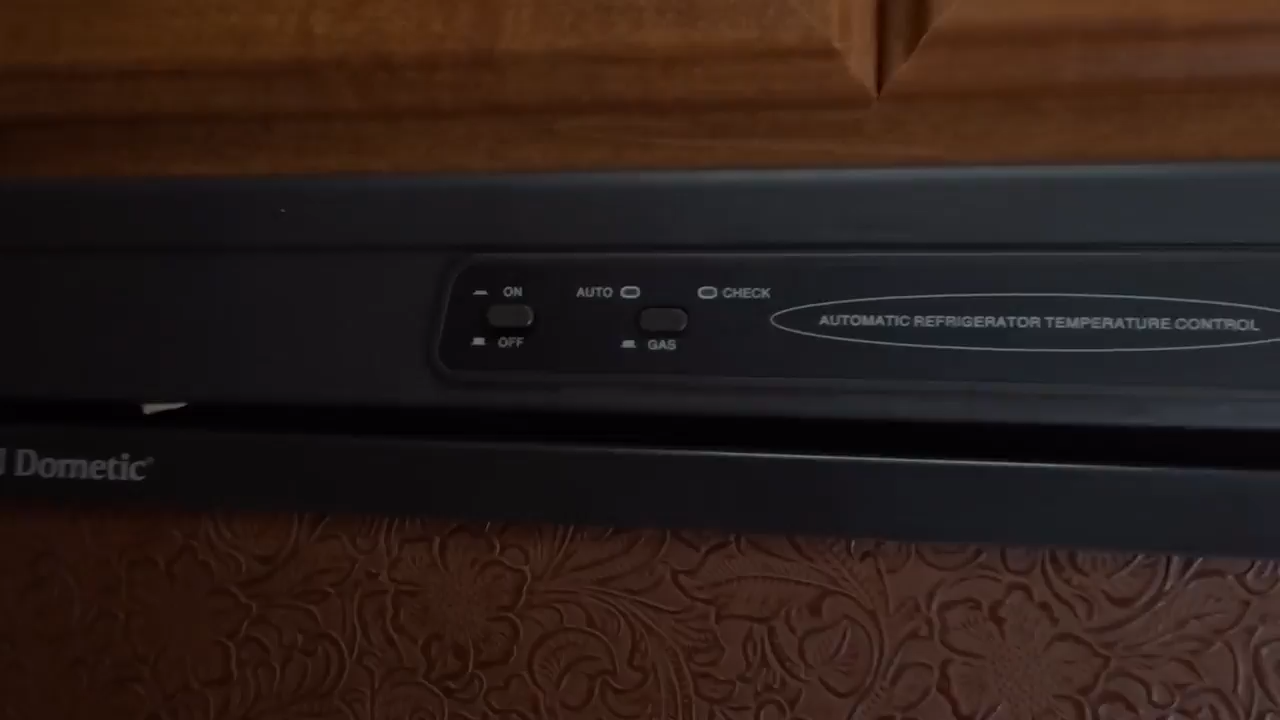 ON
AUTO
CHECK
AUTOMATIC REFRIGERATOR TEMPERATURE CONTROL
OFF
GAS
Dometic